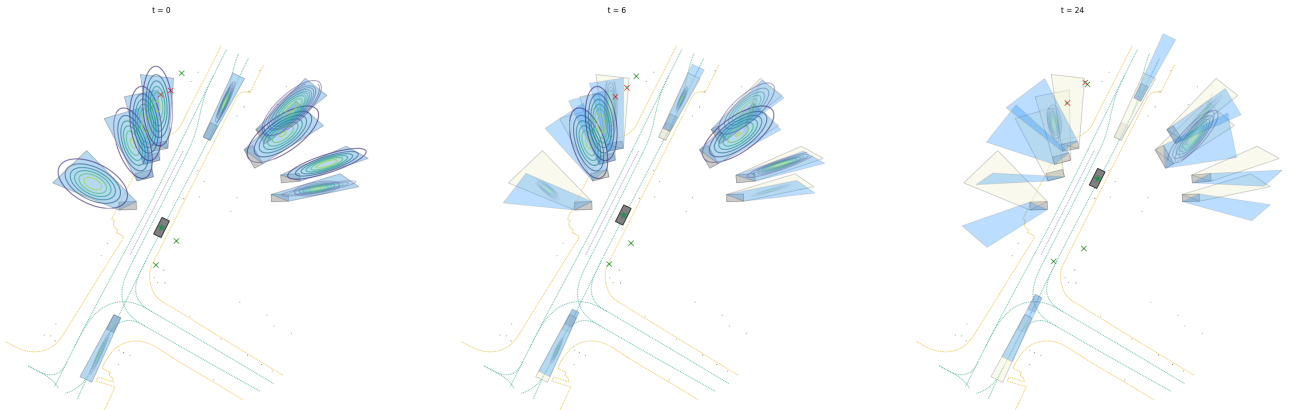 t = 0
t = 6
t = 24